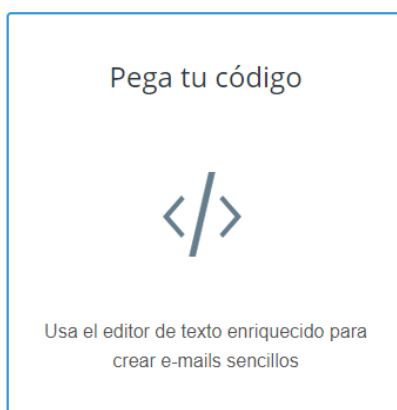 Pega tu código
Usa el editor de texto enriquecido para
crear e-mails sencillos